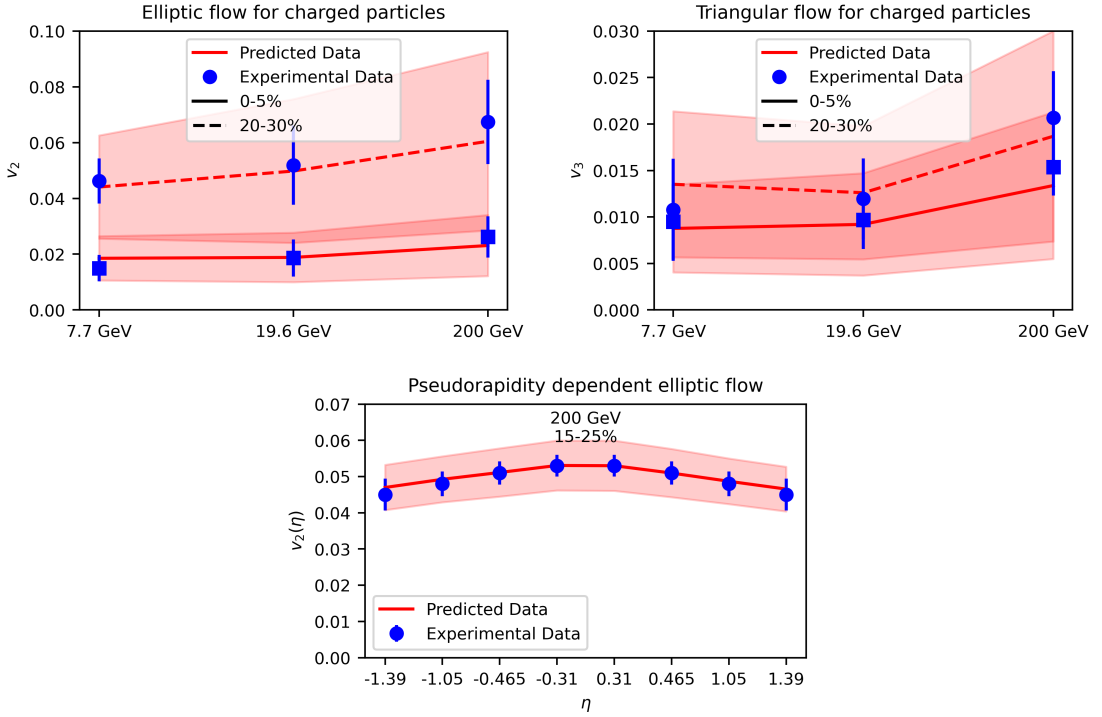 Elliptic flow for charged particles
0.10
0.08
0.06
0.04
0.02
0.00
v2
7.7 GeV
19.6 GeV
200 GeV
Predicted Data
Experimental Data
0-5%
20-30%
Triangular flow for charged particles
0.030
0.025
0.020
0.015
0.010
0.005
0.000
v3
7.7 GeV
19.6 GeV
200 GeV
Predicted Data
Experimental Data
0-5%
20-30%
Pseudorapidity dependent elliptic flow
200 GeV
15-25%
0.07
0.06
0.05
0.04
0.03
0.02
0.01
0.00
v2(η)
Predicted Data
Experimental Data
-1.39
-1.05
-0.465
-0.31
0.31
0.465
1.05
1.39
η